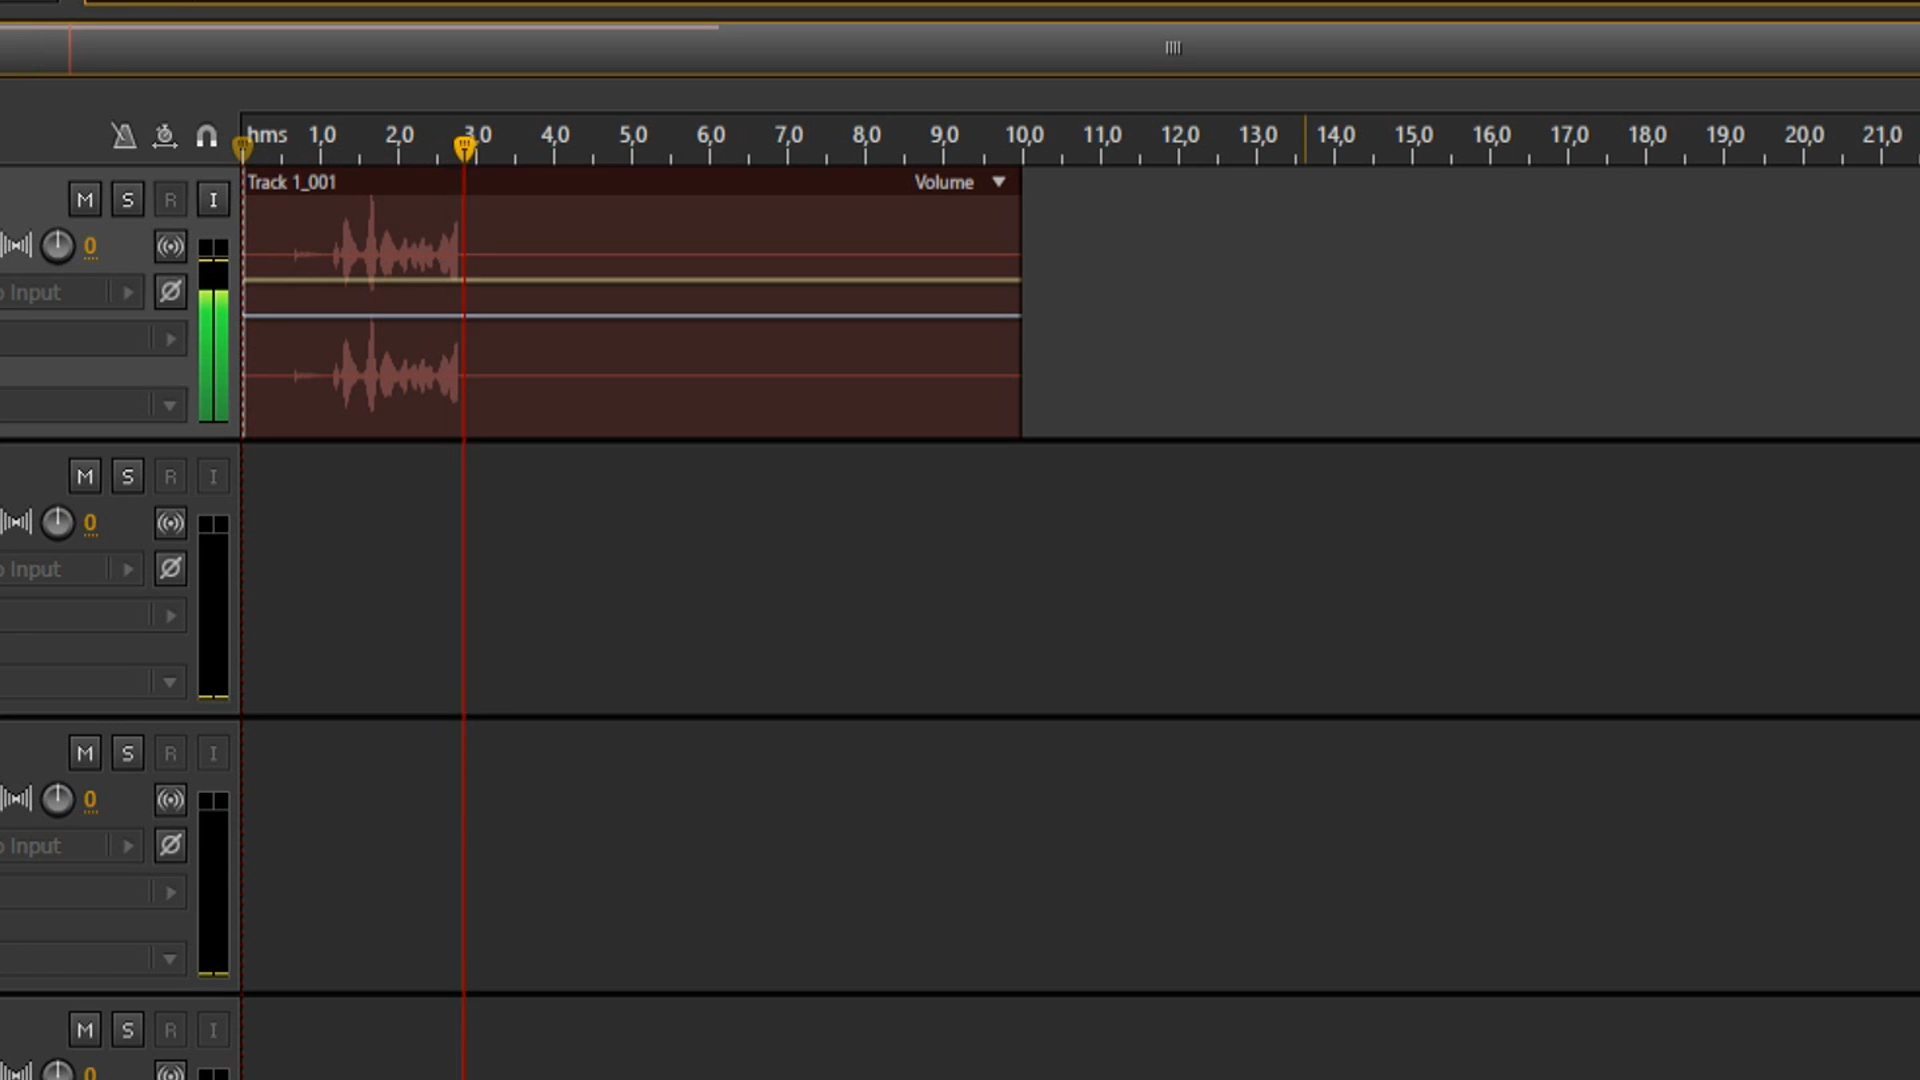 hms 1,0 2,0 3,0 4,0 5,0 6,0 7,0 8,0 9,0 10,0 11,0 12,0 13,0 14,0 15,0 16,0 17,0 18,0 19,0 20,0 21,0
Track 1_001 Volume
M S R I
0
Input
M S R I
0
Input
M S R I
0
Input
M S R I
0